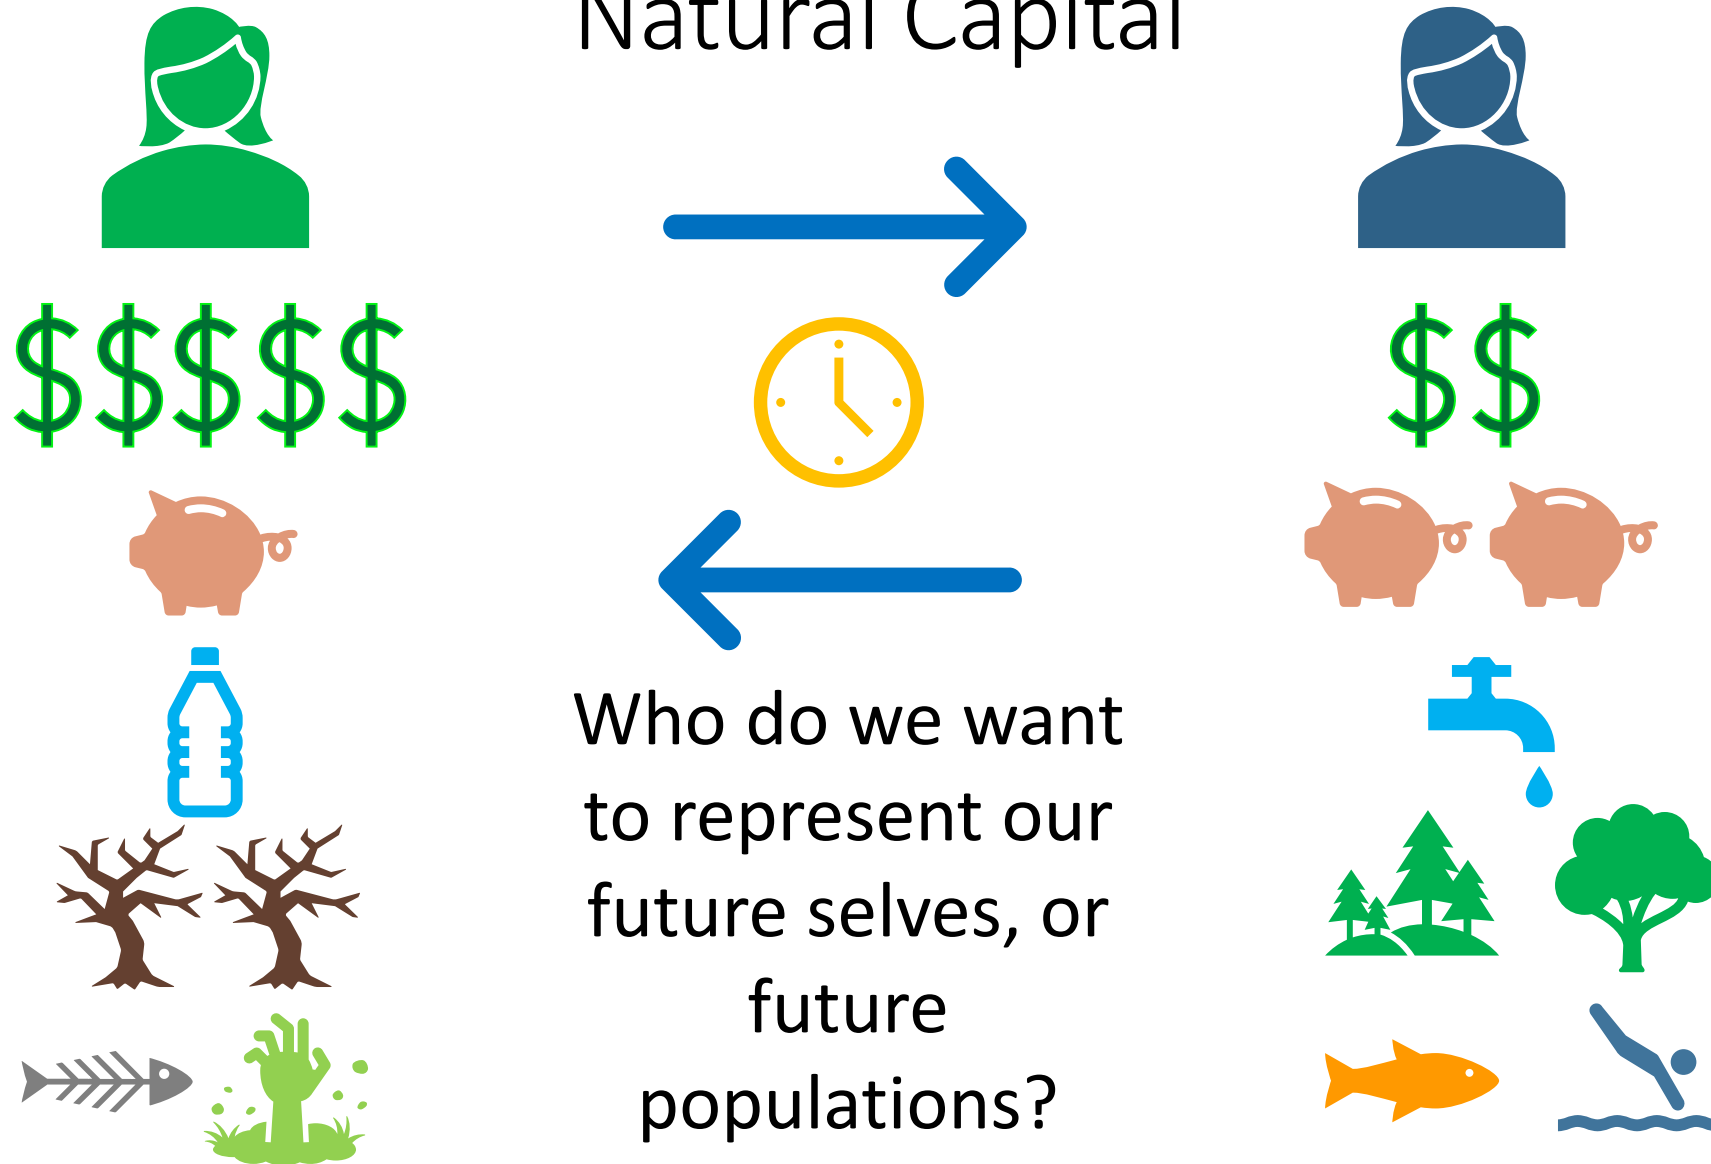 Natural Capital
$$$$$
$$
Who do we want
to represent our
future selves, or
future
populations?